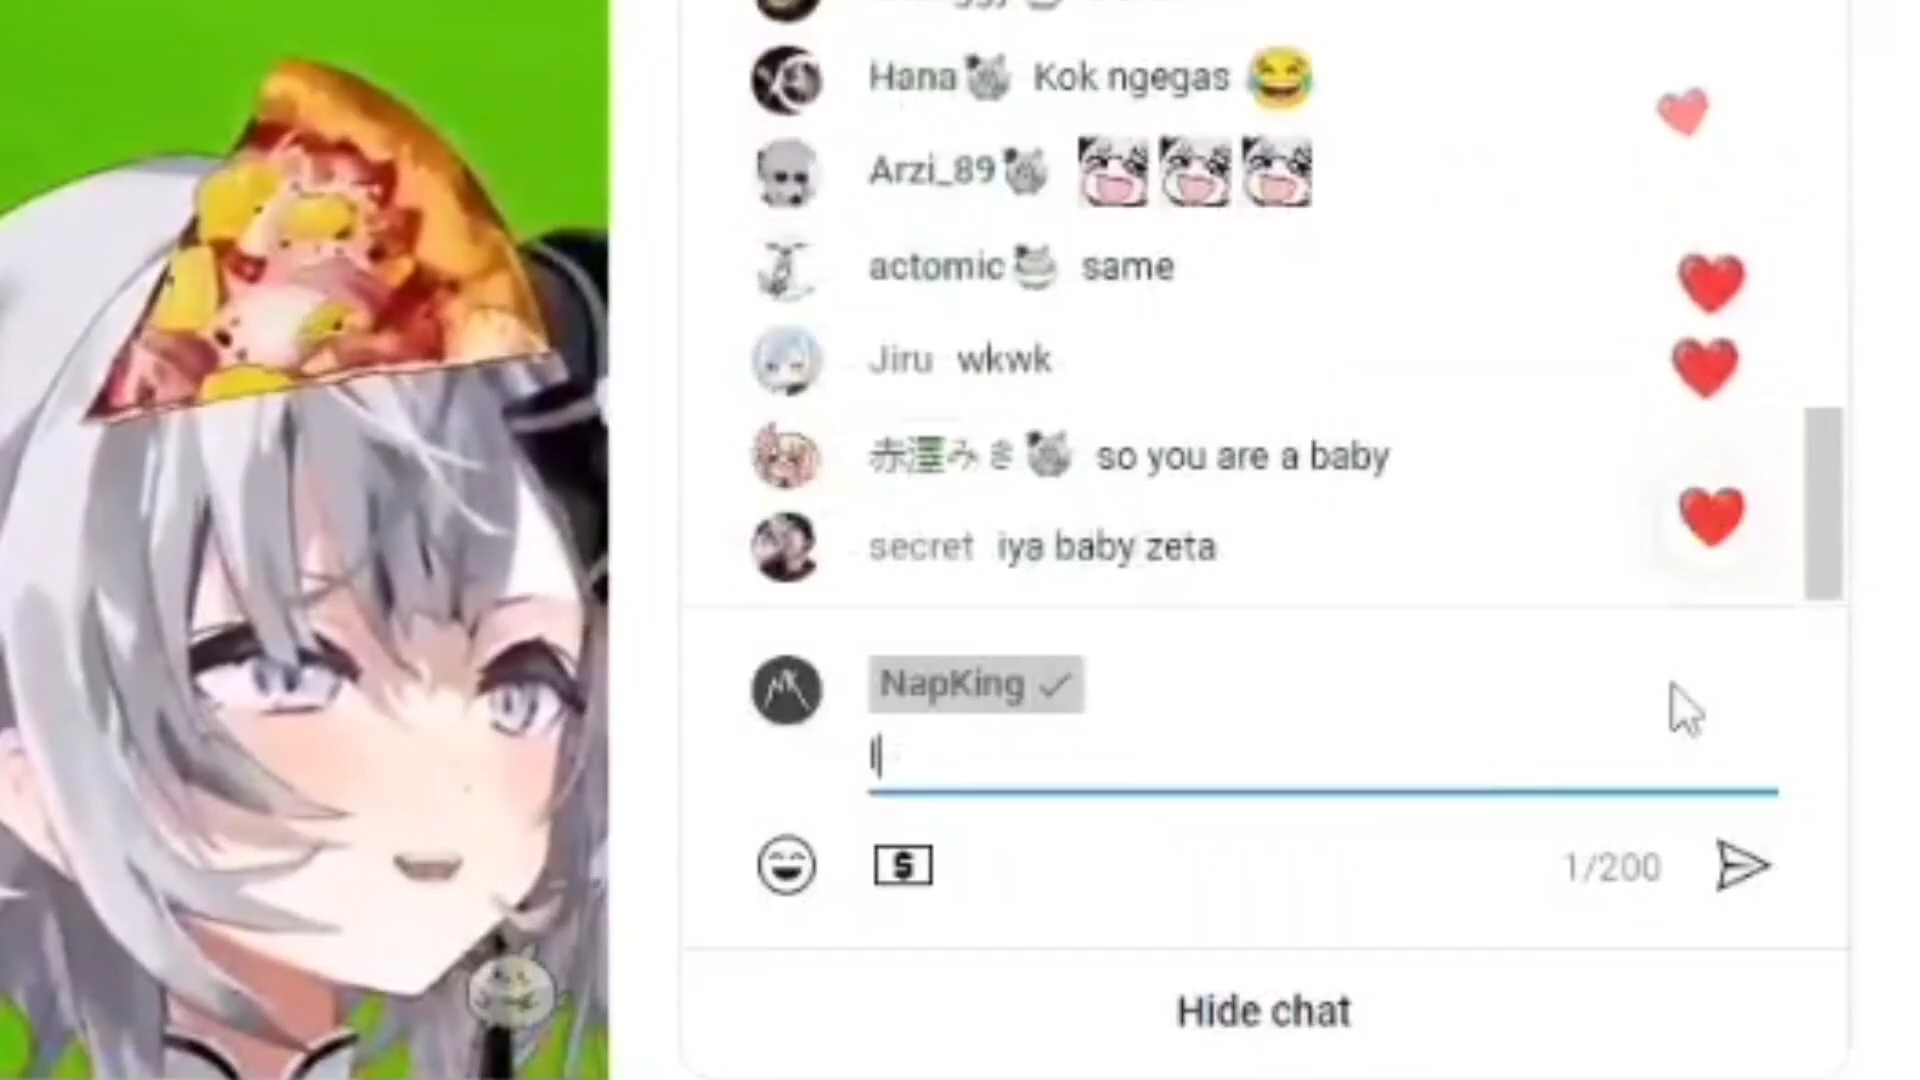 Hana Kok ngegas 😂
Arzi_89
actomic same
Jiru wkwk
赤澤みき so you are a baby
secret iya baby zeta
NapKing ✓
I
1/200
Hide chat